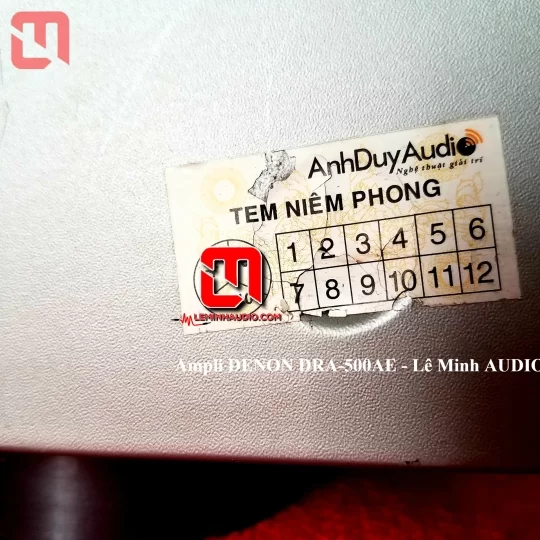 AnhDuyAudio
Nghệ thuật giải trí
TEM NIÊM PHONG
1 2 3 4 5 6
7 8 9 10 11 12
LEMINHAUDIO.COM
Ampli DENON DRA-500AE - Lê Minh AUDIO